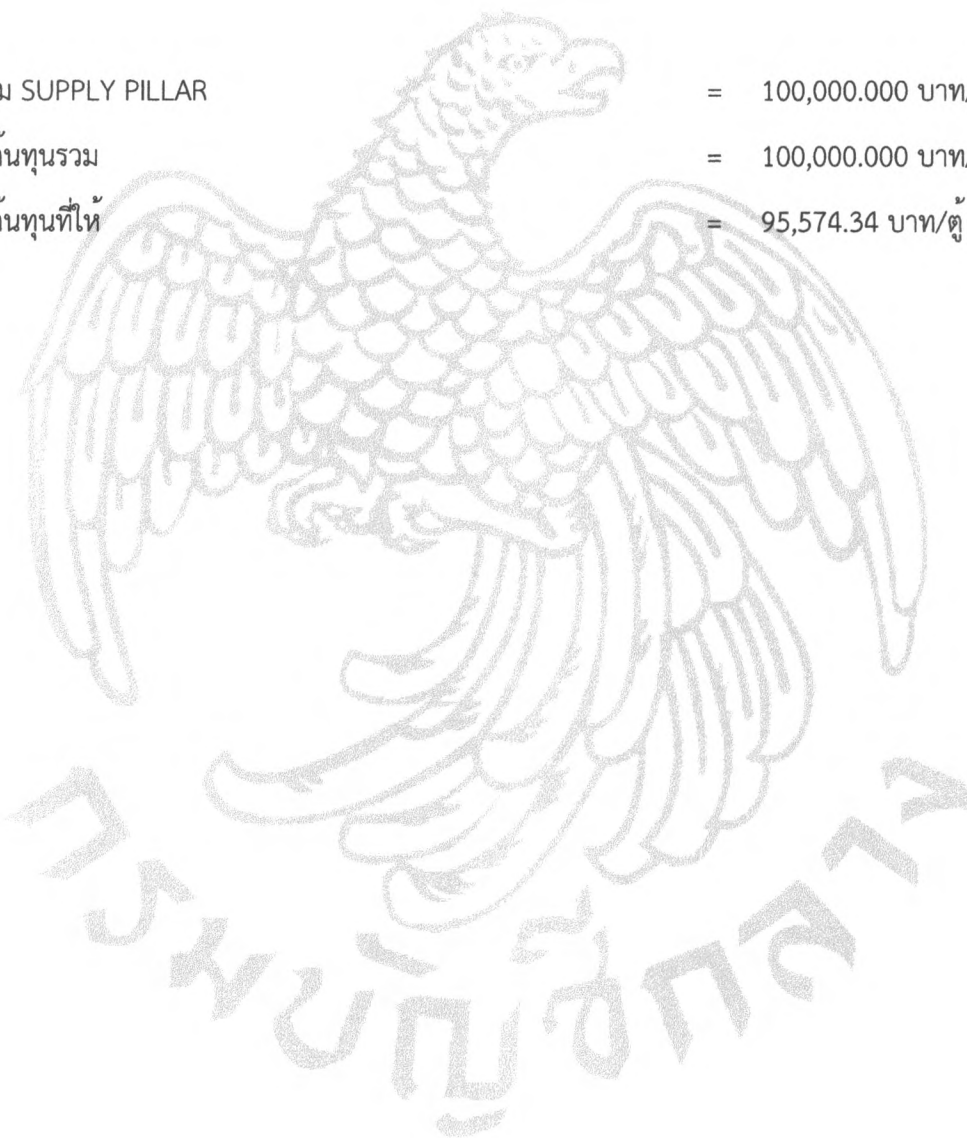 ม SUPPLY PILLAR = 100,000.000 บาท/
ต้นทุนรวม = 100,000.000 บาท/
ต้นทุนที่ให้ = 95,574.34 บาท/ตู้
กรมบัญชีกลาง